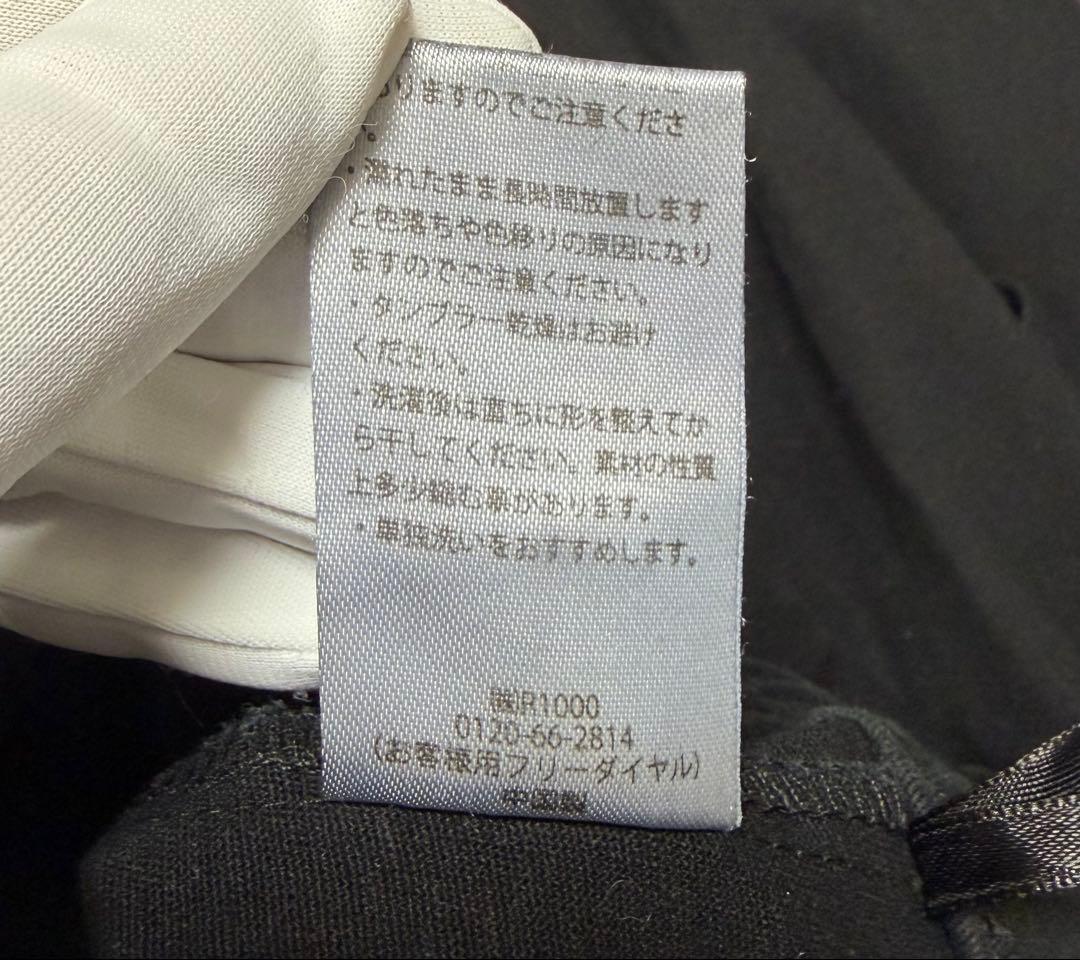 りますのでご注意くださ
。
・濡れたまま長時間放置します
と色落ちや色移りの原因になり
ますのでご注意ください。
・タンブラー乾燥はお避け
ください。
・洗濯後は直ちに形を整えてか
ら干してください。素材の性質
上多少縮む事があります。
・単独洗いをおすすめします。
R1000
0120-66-2814
(お客様用フリーダイヤル)
中国製